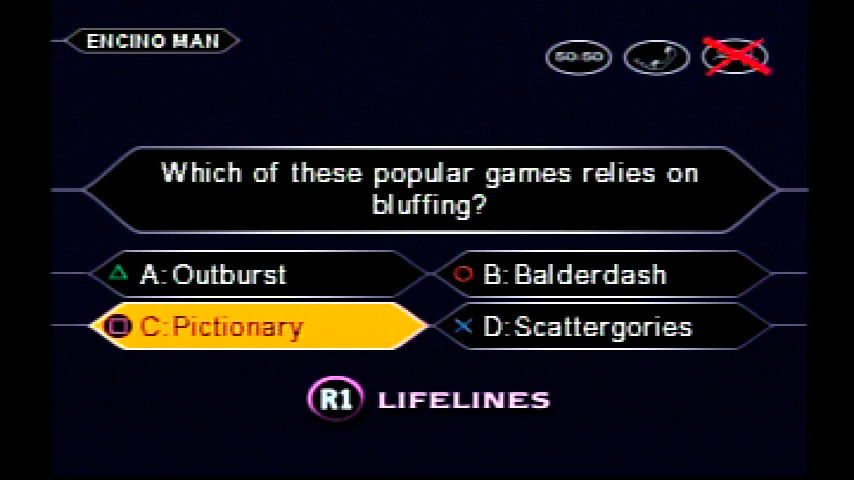 ENCINO MAN
50:50
Which of these popular games relies on
bluffing?
A: Outburst
B: Balderdash
C: Pictionary
D: Scattergories
R1 LIFELINES